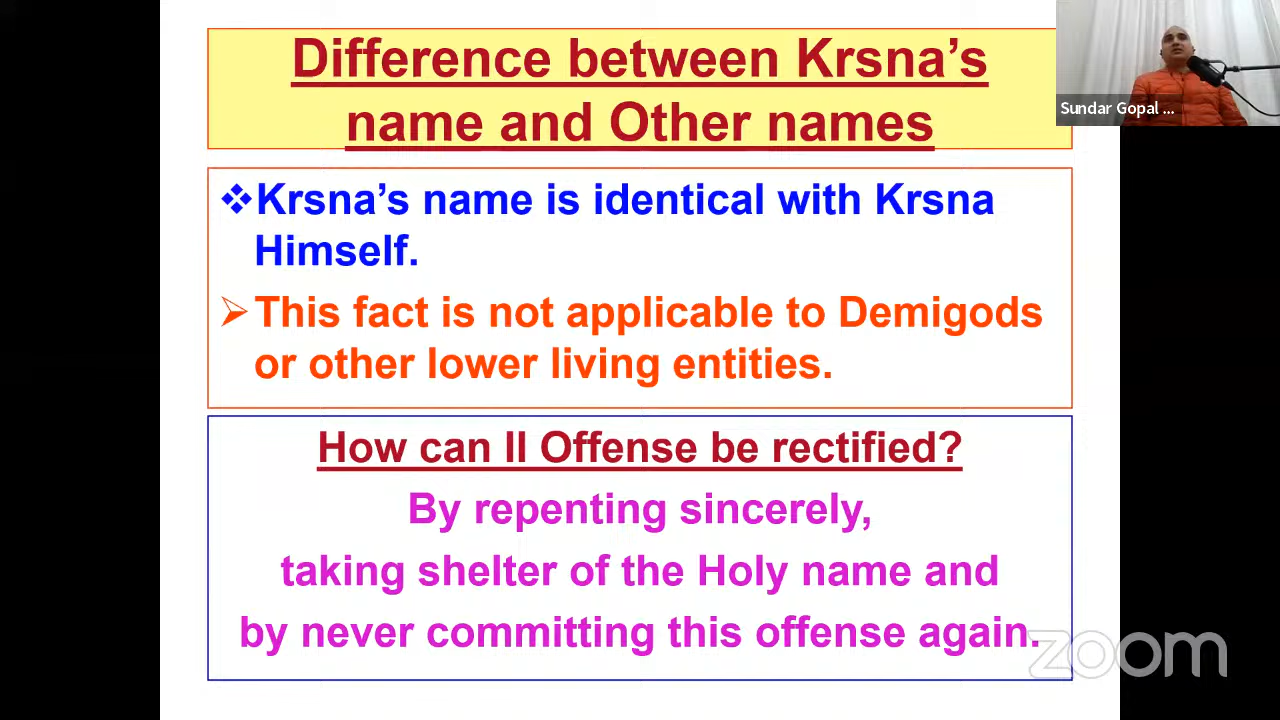 Difference between Krsna’s
name and Other names
Sundar Gopal ...
❖Krsna’s name is identical with Krsna
Himself.
➢This fact is not applicable to Demigods
or other lower living entities.
How can II Offense be rectified?
By repenting sincerely,
taking shelter of the Holy name and
by never committing this offense again.
zoom